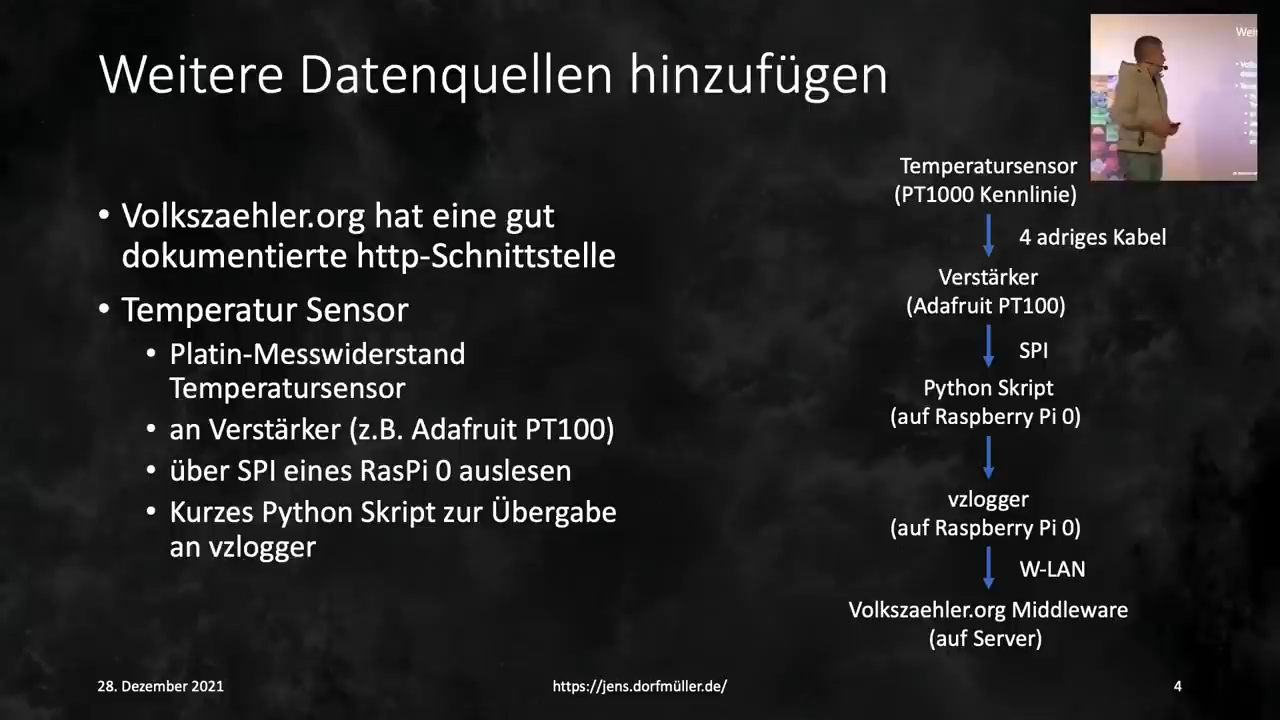 Weitere Datenquellen hinzufügen
• Volkszaehler.org hat eine gut
dokumentierte http-Schnittstelle
• Temperatur Sensor
• Platin-Messwiderstand
Temperatursensor
• an Verstärker (z.B. Adafruit PT100)
• über SPI eines RasPi 0 auslesen
• Kurzes Python Skript zur Übergabe
an vzlogger
Temperatursensor
(PT1000 Kennlinie)
4 adriges Kabel
Verstärker
(Adafruit PT100)
SPI
Python Skript
(auf Raspberry Pi 0)
vzlogger
(auf Raspberry Pi 0)
W-LAN
Volkszaehler.org Middleware
(auf Server)
28. Dezember 2021
https://jens.dorfmüller.de/
4